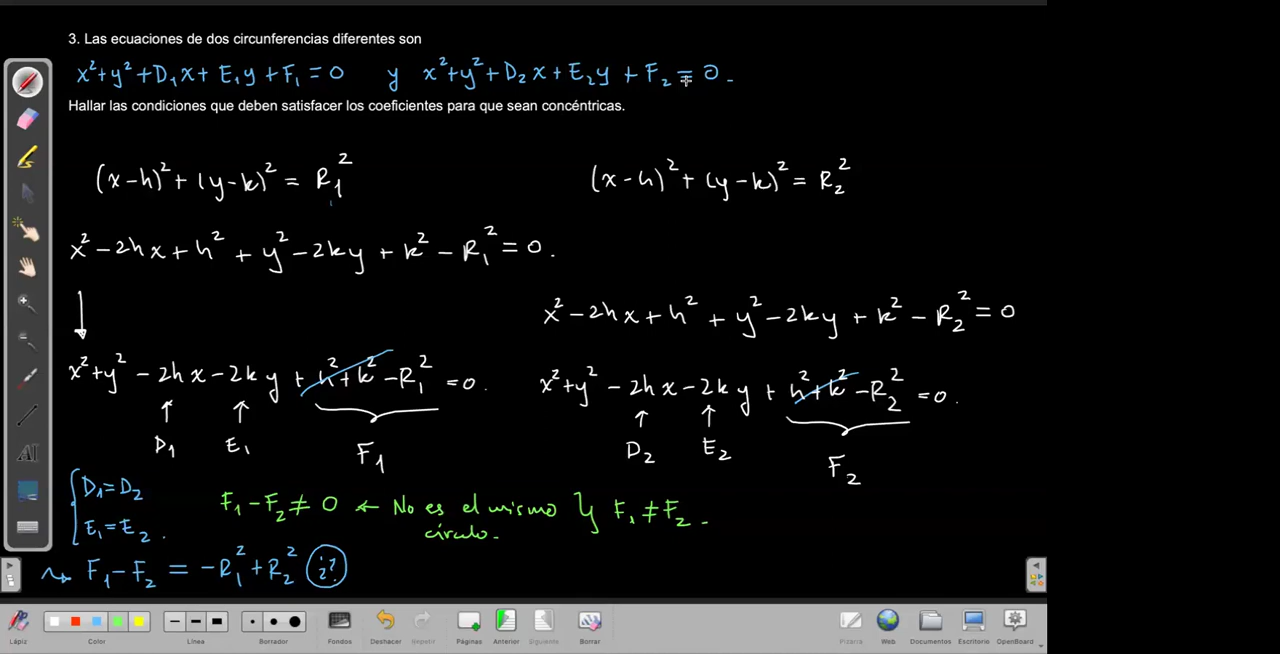 3. Las ecuaciones de dos circunferencias diferentes son
x²+y²+D₁x+E₁y+F₁=0 y x²+y²+D₂x+E₂y+F₂=0.
Hallar las condiciones que deben satisfacer los coeficientes para que sean concéntricas.
(x-h)²+(y-k)²=R₁²
(x-h)²+(y-k)²=R₂²
x²-2hx+h²+y²-2ky+k²-R₁²=0.
x²-2hx+h²+y²-2ky+k²-R₂²=0
x²+y²-2hx-2ky+h²+k²-R₁²=0.
x²+y²-2hx-2ky+h²+k²-R₂²=0.
D₁ E₁ F₁
D₂ E₂ F₂
D₁=D₂
E₁=E₂.
F₁-F₂≠0 ← No es el mismo círculo. y F₁≠F₂.
F₁-F₂=-R₁²+R₂² ¿?
Lápiz Color Línea Borrador Fondos Deshacer Repetir Páginas Anterior Siguiente Borrar Pizarra Web Documentos Escritorio OpenBoard